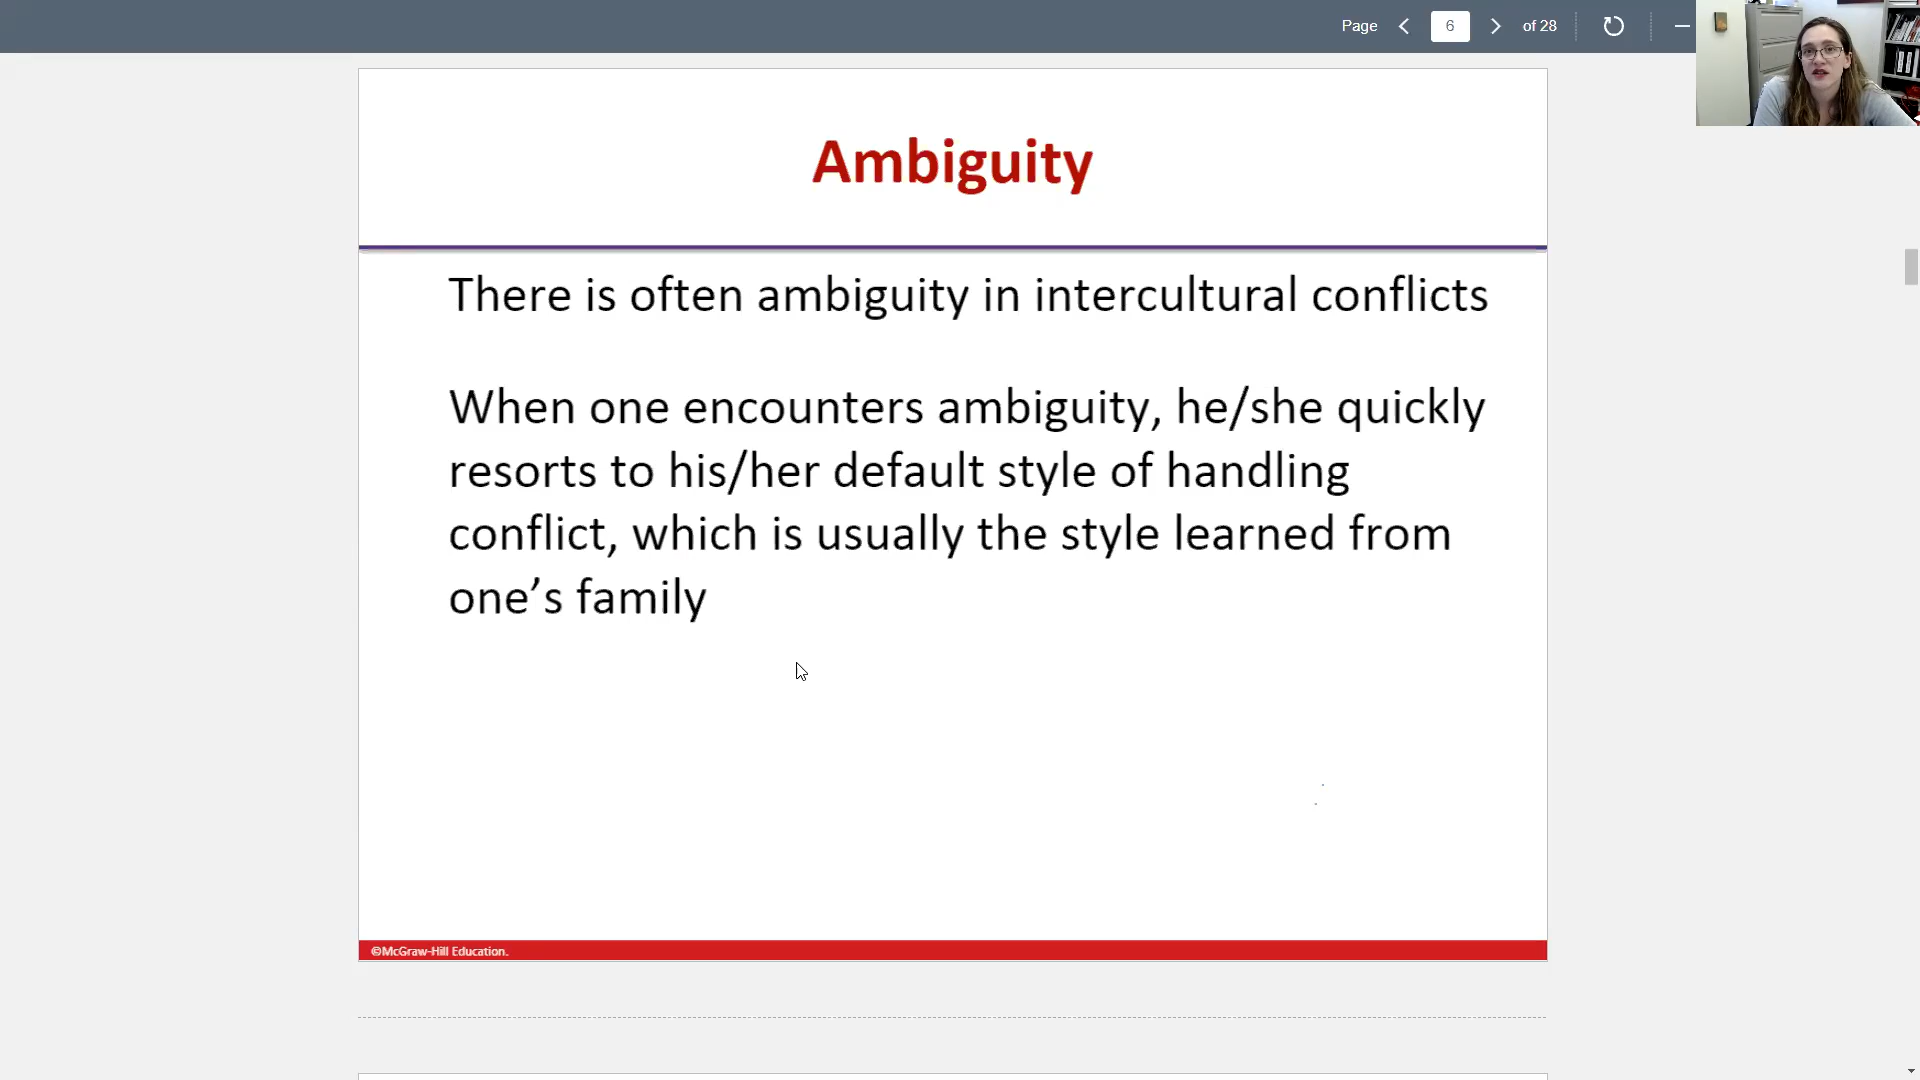 Page 6 of 28
Ambiguity
There is often ambiguity in intercultural conflicts
When one encounters ambiguity, he/she quickly
resorts to his/her default style of handling
conflict, which is usually the style learned from
one’s family
©McGraw-Hill Education.